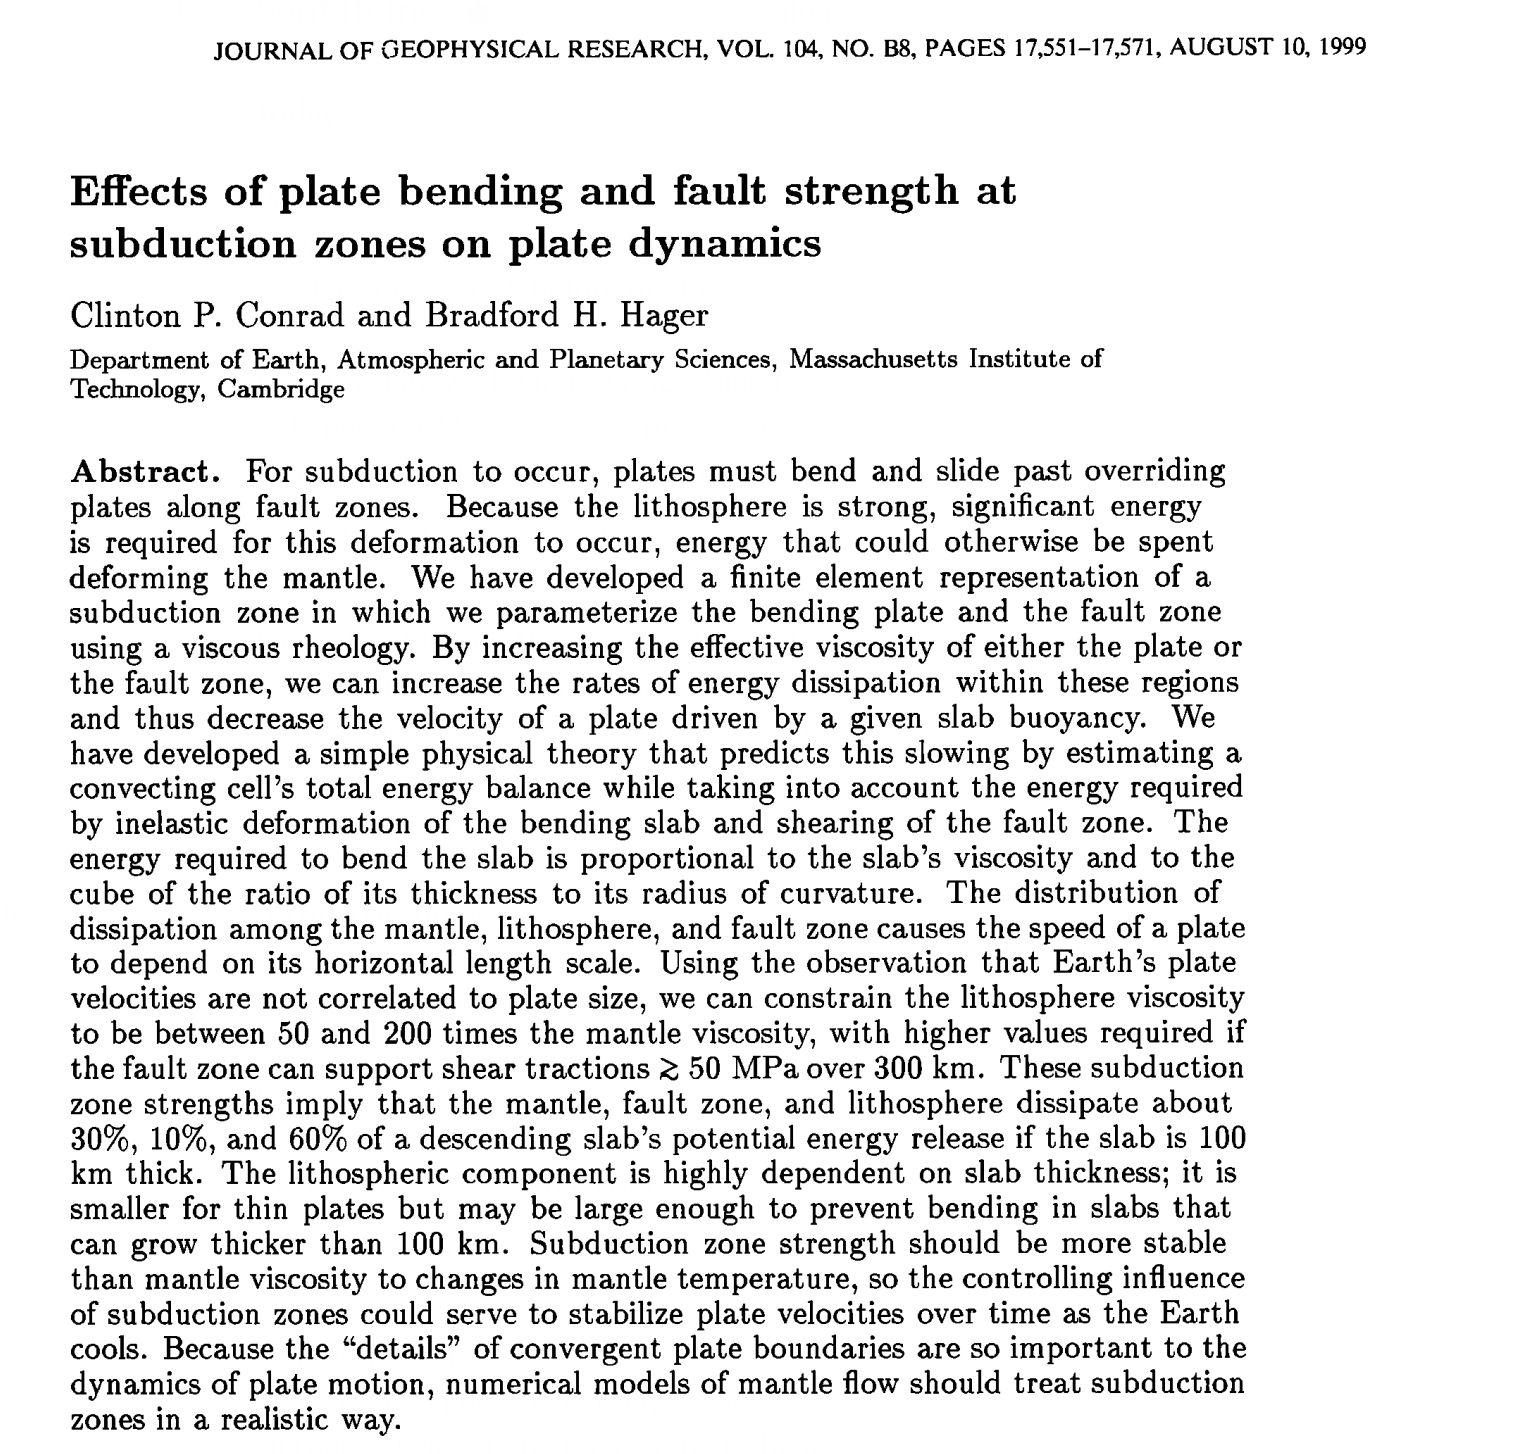 JOURNAL OF GEOPHYSICAL RESEARCH, VOL. 104, NO. B8, PAGES 17,551–17,571, AUGUST 10, 1999
Effects of plate bending and fault strength at
subduction zones on plate dynamics
Clinton P. Conrad and Bradford H. Hager
Department of Earth, Atmospheric and Planetary Sciences, Massachusetts Institute of
Technology, Cambridge
Abstract. For subduction to occur, plates must bend and slide past overriding
plates along fault zones. Because the lithosphere is strong, significant energy
is required for this deformation to occur, energy that could otherwise be spent
deforming the mantle. We have developed a finite element representation of a
subduction zone in which we parameterize the bending plate and the fault zone
using a viscous rheology. By increasing the effective viscosity of either the plate or
the fault zone, we can increase the rates of energy dissipation within these regions
and thus decrease the velocity of a plate driven by a given slab buoyancy. We
have developed a simple physical theory that predicts this slowing by estimating a
convecting cell's total energy balance while taking into account the energy required
by inelastic deformation of the bending slab and shearing of the fault zone. The
energy required to bend the slab is proportional to the slab's viscosity and to the
cube of the ratio of its thickness to its radius of curvature. The distribution of
dissipation among the mantle, lithosphere, and fault zone causes the speed of a plate
to depend on its horizontal length scale. Using the observation that Earth's plate
velocities are not correlated to plate size, we can constrain the lithosphere viscosity
to be between 50 and 200 times the mantle viscosity, with higher values required if
the fault zone can support shear tractions ≳ 50 MPa over 300 km. These subduction
zone strengths imply that the mantle, fault zone, and lithosphere dissipate about
30%, 10%, and 60% of a descending slab's potential energy release if the slab is 100
km thick. The lithospheric component is highly dependent on slab thickness; it is
smaller for thin plates but may be large enough to prevent bending in slabs that
can grow thicker than 100 km. Subduction zone strength should be more stable
than mantle viscosity to changes in mantle temperature, so the controlling influence
of subduction zones could serve to stabilize plate velocities over time as the Earth
cools. Because the “details” of convergent plate boundaries are so important to the
dynamics of plate motion, numerical models of mantle flow should treat subduction
zones in a realistic way.